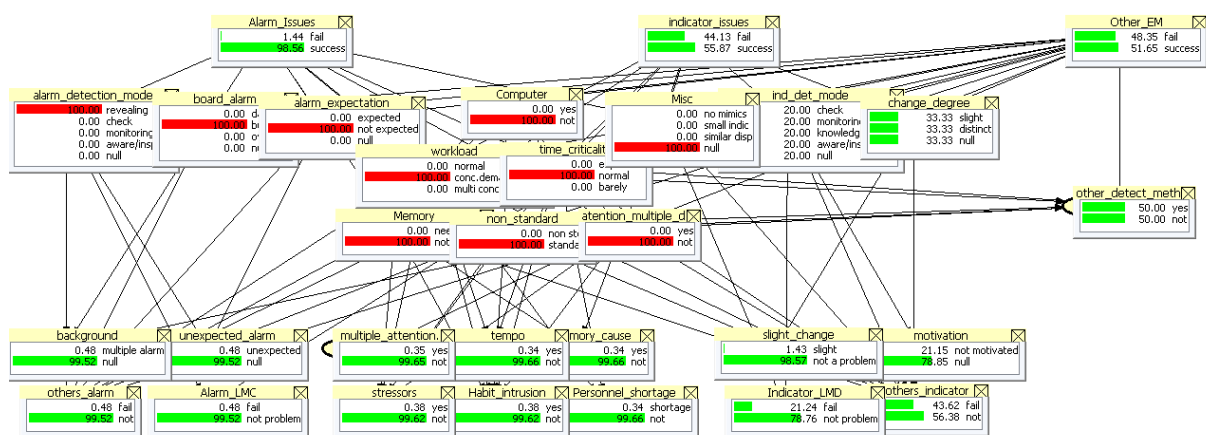 Alarm_Issues
1.44 fail
98.56 success
indicator_issues
44.13 fail
55.87 success
Other_EM
48.35 fail
51.65 success
alarm_detection_mode
100.00 revealing
0.00 check
0.00 monitoring
0.00 aware/insp
0.00 null
board_alarm
0.00
100.00
0.00
0.00
alarm_expectation
0.00 expected
100.00 not expected
0.00 null
Computer
0.00 yes
100.00 not
Misc
0.00 no mimics
0.00 small indic
0.00 similar disp
100.00 null
ind_det_mode
20.00 check
20.00 monitoring
20.00 knowledg
20.00 aware/ins
20.00 null
change_degree
33.33 slight
33.33 distinct
33.33 null
workload
0.00 normal
100.00 conc.dema
0.00 multi conc
time_criticality
0.00
100.00 normal
0.00 barely
other_detect_meth
50.00 yes
50.00 not
Memory
0.00 nee
100.00 not
non_standard
0.00 non st
100.00 standa
atention_multiple_d
0.00 yes
100.00 not
background
0.48 multiple alarm
99.52 null
unexpected_alarm
0.48 unexpected
99.52 null
multiple_attention.
0.35 yes
99.65 not
tempo
0.34 yes
99.66 not
mory_cause
0.34 yes
99.66 not
slight_change
1.43 slight
98.57 not a problem
motivation
21.15 not motivated
78.85 null
others_alarm
0.48 fail
99.52 not
Alarm_LMC
0.48 fail
99.52 not problem
stressors
0.38 yes
99.62 not
Habit_intrusion
0.38 yes
99.62 not
Personnel_shortage
0.34 shortage
99.66 not
Indicator_LMD
21.24 fail
78.76 not problem
others_indicator
43.62 fail
56.38 not